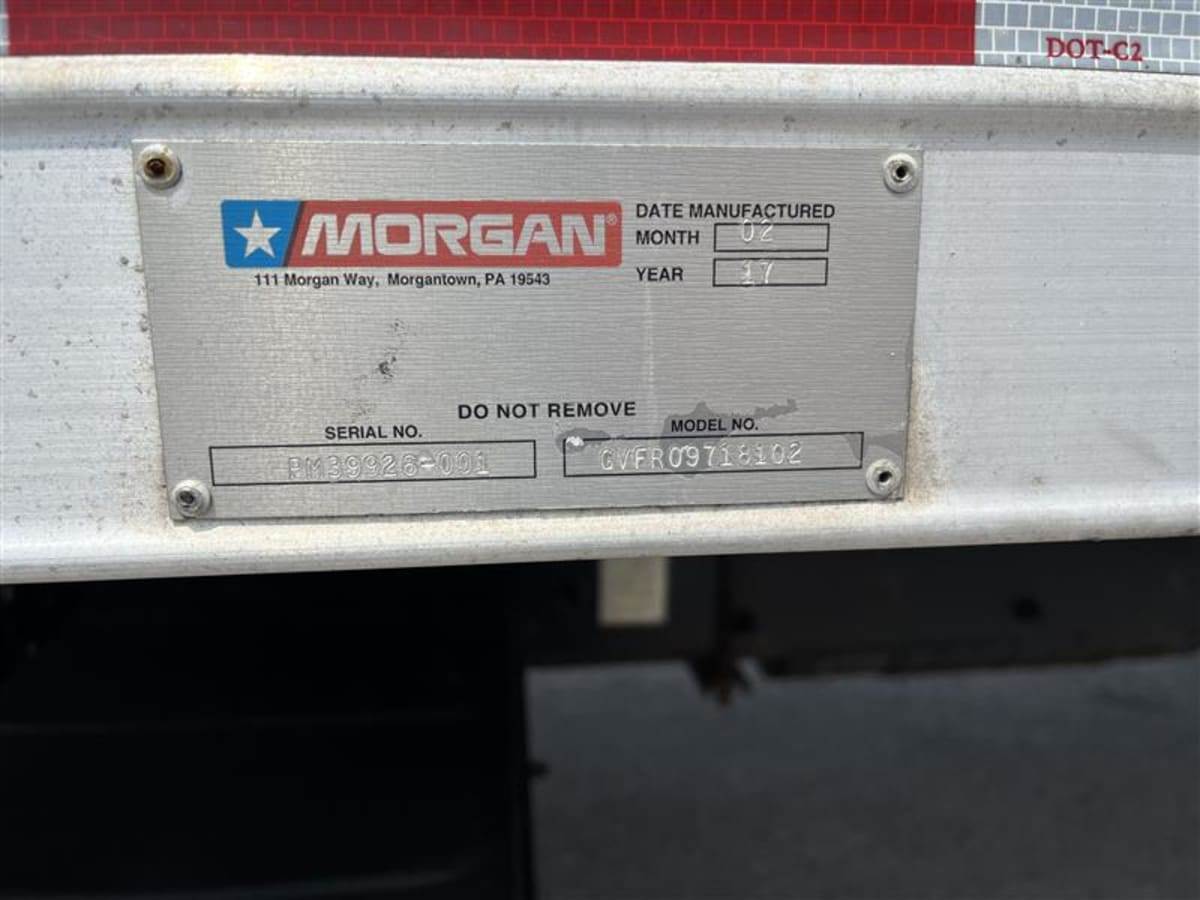 DOT-C2
MORGAN®
111 Morgan Way, Morgantown, PA 19543
DATE MANUFACTURED
MONTH 02
YEAR 17
DO NOT REMOVE
SERIAL NO.
RM39926-001
MODEL NO.
GVFR09718102